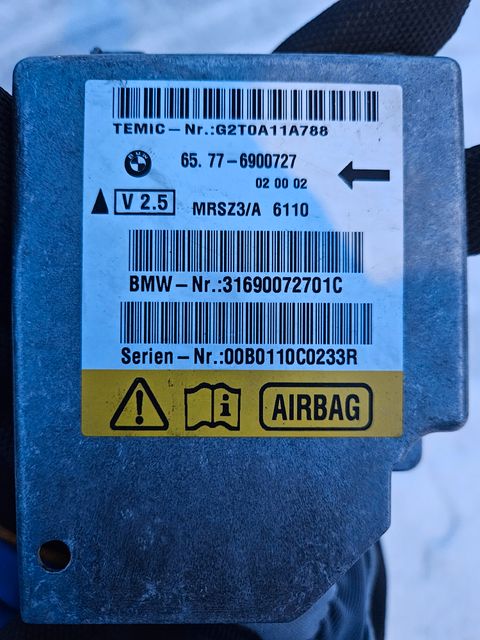 TEMIC-Nr.:G2T0A11A788
65. 77-6900727
02 00 02
V 2.5
MRSZ3/A 6110
BMW-Nr.:31690072701C
Serien-Nr.:00B0110C0233R
AIRBAG